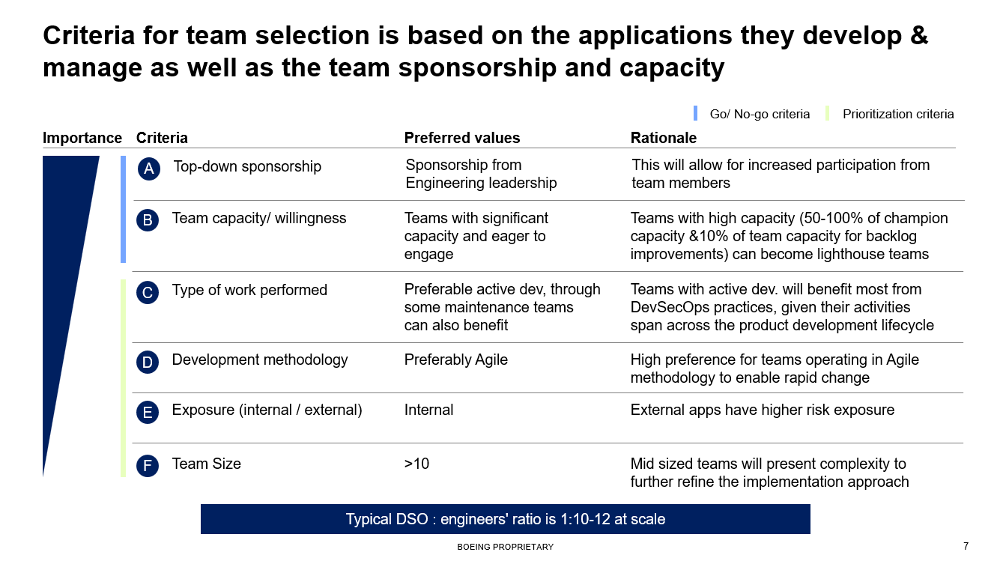 Criteria for team selection is based on the applications they develop &
manage as well as the team sponsorship and capacity
Go/ No-go criteria
Prioritization criteria
Importance
Criteria
Preferred values
Rationale
A
Top-down sponsorship
Sponsorship from
Engineering leadership
This will allow for increased participation from
team members
B
Team capacity/ willingness
Teams with significant
capacity and eager to
engage
Teams with high capacity (50-100% of champion
capacity &10% of team capacity for backlog
improvements) can become lighthouse teams
C
Type of work performed
Preferable active dev, through
some maintenance teams
can also benefit
Teams with active dev. will benefit most from
DevSecOps practices, given their activities
span across the product development lifecycle
D
Development methodology
Preferably Agile
High preference for teams operating in Agile
methodology to enable rapid change
E
Exposure (internal / external)
Internal
External apps have higher risk exposure
F
Team Size
>10
Mid sized teams will present complexity to
further refine the implementation approach
Typical DSO : engineers' ratio is 1:10-12 at scale
BOEING PROPRIETARY
7